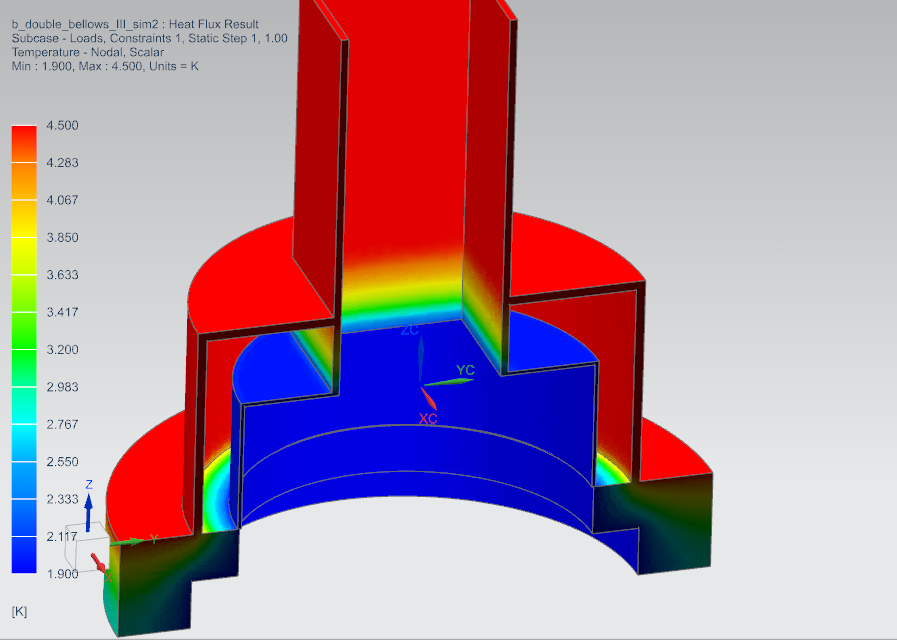 b_double_bellows_III_sim2 : Heat Flux Result
Subcase - Loads, Constraints 1, Static Step 1, 1.00
Temperature - Nodal, Scalar
Min : 1.900, Max : 4.500, Units = K
4.500
4.283
4.067
3.850
3.633
3.417
3.200
2.983
2.767
2.550
2.333
2.117
1.900
[K]
ZC
YC
XC
Z
Y
X